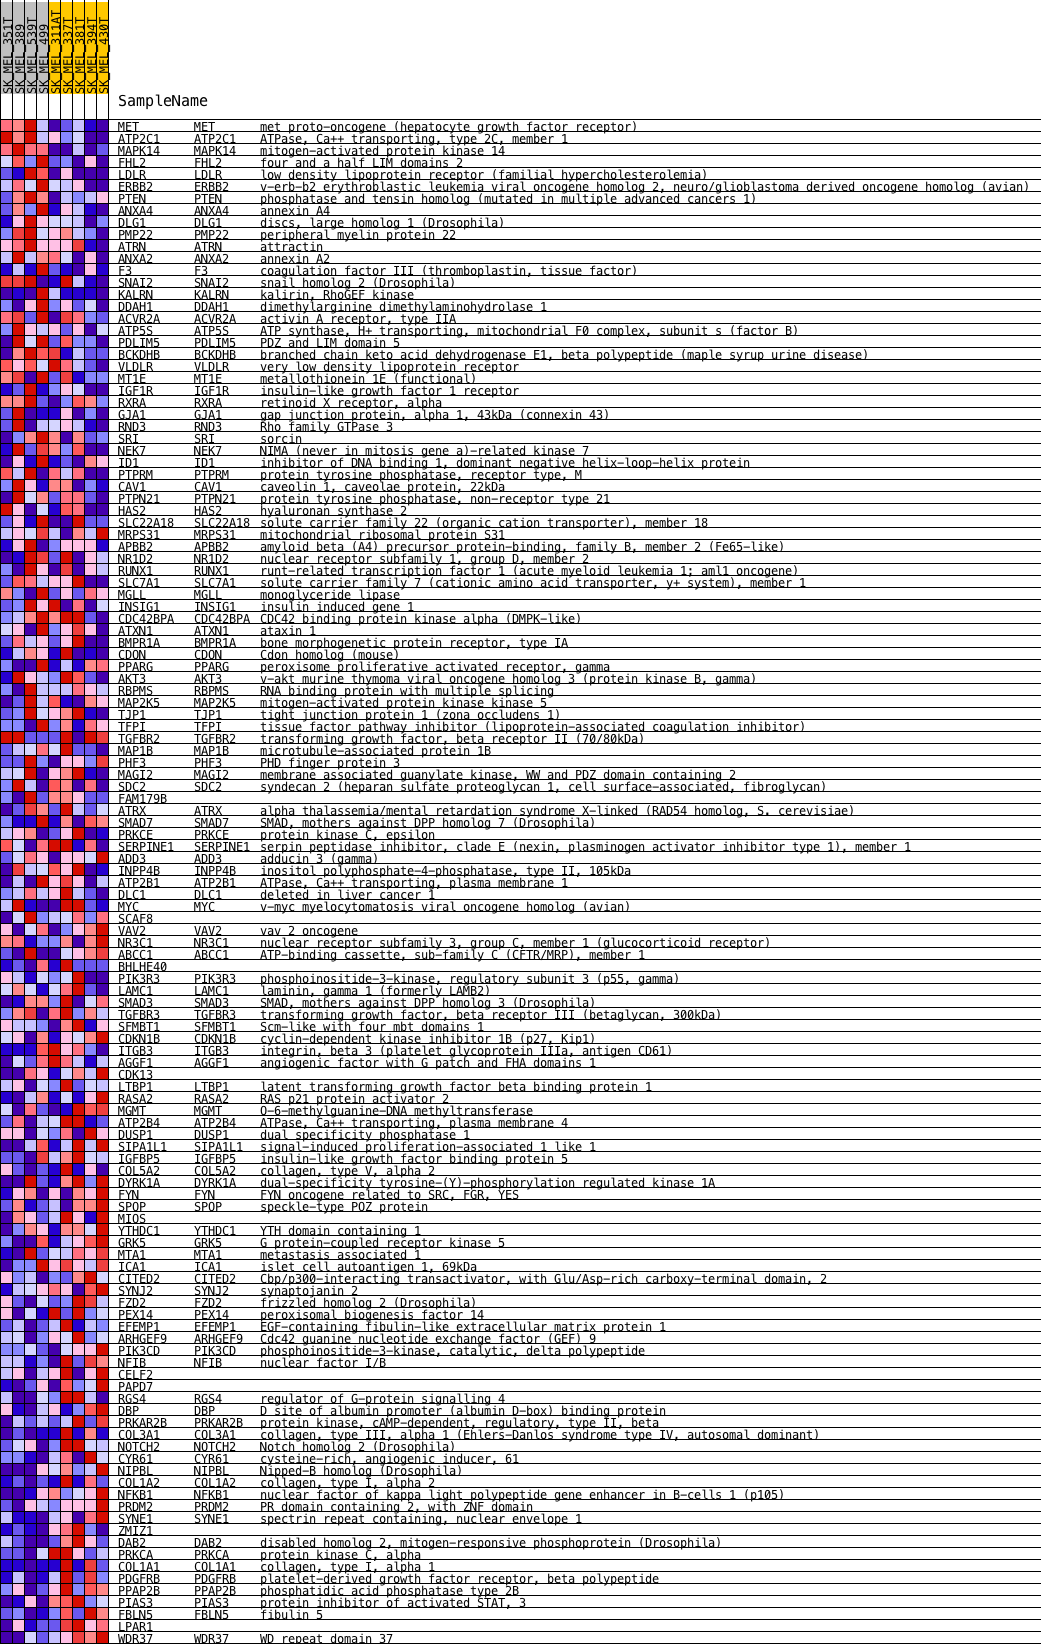 SK_MEL_351T
SK_MEL_389
SK_MEL_539T
SK_MEL_499
SK_MEL_311AT
SK_MEL_337T
SK_MEL_381T
SK_MEL_394T
SK_MEL_430T
SampleName
MET MET met proto-oncogene (hepatocyte growth factor receptor)
ATP2C1 ATP2C1 ATPase, Ca++ transporting, type 2C, member 1
MAPK14 MAPK14 mitogen-activated protein kinase 14
FHL2 FHL2 four and a half LIM domains 2
LDLR LDLR low density lipoprotein receptor (familial hypercholesterolemia)
ERBB2 ERBB2 v-erb-b2 erythroblastic leukemia viral oncogene homolog 2, neuro/glioblastoma derived oncogene homolog (avian)
PTEN PTEN phosphatase and tensin homolog (mutated in multiple advanced cancers 1)
ANXA4 ANXA4 annexin A4
DLG1 DLG1 discs, large homolog 1 (Drosophila)
PMP22 PMP22 peripheral myelin protein 22
ATRN ATRN attractin
ANXA2 ANXA2 annexin A2
F3 F3 coagulation factor III (thromboplastin, tissue factor)
SNAI2 SNAI2 snail homolog 2 (Drosophila)
KALRN KALRN kalirin, RhoGEF kinase
DDAH1 DDAH1 dimethylarginine dimethylaminohydrolase 1
ACVR2A ACVR2A activin A receptor, type IIA
ATP5S ATP5S ATP synthase, H+ transporting, mitochondrial F0 complex, subunit s (factor B)
PDLIM5 PDLIM5 PDZ and LIM domain 5
BCKDHB BCKDHB branched chain keto acid dehydrogenase E1, beta polypeptide (maple syrup urine disease)
VLDLR VLDLR very low density lipoprotein receptor
MT1E MT1E metallothionein 1E (functional)
IGF1R IGF1R insulin-like growth factor 1 receptor
RXRA RXRA retinoid X receptor, alpha
GJA1 GJA1 gap junction protein, alpha 1, 43kDa (connexin 43)
RND3 RND3 Rho family GTPase 3
SRI SRI sorcin
NEK7 NEK7 NIMA (never in mitosis gene a)-related kinase 7
ID1 ID1 inhibitor of DNA binding 1, dominant negative helix-loop-helix protein
PTPRM PTPRM protein tyrosine phosphatase, receptor type, M
CAV1 CAV1 caveolin 1, caveolae protein, 22kDa
PTPN21 PTPN21 protein tyrosine phosphatase, non-receptor type 21
HAS2 HAS2 hyaluronan synthase 2
SLC22A18 SLC22A18 solute carrier family 22 (organic cation transporter), member 18
MRPS31 MRPS31 mitochondrial ribosomal protein S31
APBB2 APBB2 amyloid beta (A4) precursor protein-binding, family B, member 2 (Fe65-like)
NR1D2 NR1D2 nuclear receptor subfamily 1, group D, member 2
RUNX1 RUNX1 runt-related transcription factor 1 (acute myeloid leukemia 1; aml1 oncogene)
SLC7A1 SLC7A1 solute carrier family 7 (cationic amino acid transporter, y+ system), member 1
MGLL MGLL monoglyceride lipase
INSIG1 INSIG1 insulin induced gene 1
CDC42BPA CDC42BPA CDC42 binding protein kinase alpha (DMPK-like)
ATXN1 ATXN1 ataxin 1
BMPR1A BMPR1A bone morphogenetic protein receptor, type IA
CDON CDON Cdon homolog (mouse)
PPARG PPARG peroxisome proliferative activated receptor, gamma
AKT3 AKT3 v-akt murine thymoma viral oncogene homolog 3 (protein kinase B, gamma)
RBPMS RBPMS RNA binding protein with multiple splicing
MAP2K5 MAP2K5 mitogen-activated protein kinase kinase 5
TJP1 TJP1 tight junction protein 1 (zona occludens 1)
TFPI TFPI tissue factor pathway inhibitor (lipoprotein-associated coagulation inhibitor)
TGFBR2 TGFBR2 transforming growth factor, beta receptor II (70/80kDa)
MAP1B MAP1B microtubule-associated protein 1B
PHF3 PHF3 PHD finger protein 3
MAGI2 MAGI2 membrane associated guanylate kinase, WW and PDZ domain containing 2
SDC2 SDC2 syndecan 2 (heparan sulfate proteoglycan 1, cell surface-associated, fibroglycan)
FAM179B
ATRX ATRX alpha thalassemia/mental retardation syndrome X-linked (RAD54 homolog, S. cerevisiae)
SMAD7 SMAD7 SMAD, mothers against DPP homolog 7 (Drosophila)
PRKCE PRKCE protein kinase C, epsilon
SERPINE1 SERPINE1 serpin peptidase inhibitor, clade E (nexin, plasminogen activator inhibitor type 1), member 1
ADD3 ADD3 adducin 3 (gamma)
INPP4B INPP4B inositol polyphosphate-4-phosphatase, type II, 105kDa
ATP2B1 ATP2B1 ATPase, Ca++ transporting, plasma membrane 1
DLC1 DLC1 deleted in liver cancer 1
MYC MYC v-myc myelocytomatosis viral oncogene homolog (avian)
SCAF8
VAV2 VAV2 vav 2 oncogene
NR3C1 NR3C1 nuclear receptor subfamily 3, group C, member 1 (glucocorticoid receptor)
ABCC1 ABCC1 ATP-binding cassette, sub-family C (CFTR/MRP), member 1
BHLHE40
PIK3R3 PIK3R3 phosphoinositide-3-kinase, regulatory subunit 3 (p55, gamma)
LAMC1 LAMC1 laminin, gamma 1 (formerly LAMB2)
SMAD3 SMAD3 SMAD, mothers against DPP homolog 3 (Drosophila)
TGFBR3 TGFBR3 transforming growth factor, beta receptor III (betaglycan, 300kDa)
SFMBT1 SFMBT1 Scm-like with four mbt domains 1
CDKN1B CDKN1B cyclin-dependent kinase inhibitor 1B (p27, Kip1)
ITGB3 ITGB3 integrin, beta 3 (platelet glycoprotein IIIa, antigen CD61)
AGGF1 AGGF1 angiogenic factor with G patch and FHA domains 1
CDK13
LTBP1 LTBP1 latent transforming growth factor beta binding protein 1
RASA2 RASA2 RAS p21 protein activator 2
MGMT MGMT O-6-methylguanine-DNA methyltransferase
ATP2B4 ATP2B4 ATPase, Ca++ transporting, plasma membrane 4
DUSP1 DUSP1 dual specificity phosphatase 1
SIPA1L1 SIPA1L1 signal-induced proliferation-associated 1 like 1
IGFBP5 IGFBP5 insulin-like growth factor binding protein 5
COL5A2 COL5A2 collagen, type V, alpha 2
DYRK1A DYRK1A dual-specificity tyrosine-(Y)-phosphorylation regulated kinase 1A
FYN FYN FYN oncogene related to SRC, FGR, YES
SPOP SPOP speckle-type POZ protein
MIOS
YTHDC1 YTHDC1 YTH domain containing 1
GRK5 GRK5 G protein-coupled receptor kinase 5
MTA1 MTA1 metastasis associated 1
ICA1 ICA1 islet cell autoantigen 1, 69kDa
CITED2 CITED2 Cbp/p300-interacting transactivator, with Glu/Asp-rich carboxy-terminal domain, 2
SYNJ2 SYNJ2 synaptojanin 2
FZD2 FZD2 frizzled homolog 2 (Drosophila)
PEX14 PEX14 peroxisomal biogenesis factor 14
EFEMP1 EFEMP1 EGF-containing fibulin-like extracellular matrix protein 1
ARHGEF9 ARHGEF9 Cdc42 guanine nucleotide exchange factor (GEF) 9
PIK3CD PIK3CD phosphoinositide-3-kinase, catalytic, delta polypeptide
NFIB NFIB nuclear factor I/B
CELF2
PAPD7
RGS4 RGS4 regulator of G-protein signalling 4
DBP DBP D site of albumin promoter (albumin D-box) binding protein
PRKAR2B PRKAR2B protein kinase, cAMP-dependent, regulatory, type II, beta
COL3A1 COL3A1 collagen, type III, alpha 1 (Ehlers-Danlos syndrome type IV, autosomal dominant)
NOTCH2 NOTCH2 Notch homolog 2 (Drosophila)
CYR61 CYR61 cysteine-rich, angiogenic inducer, 61
NIPBL NIPBL Nipped-B homolog (Drosophila)
COL1A2 COL1A2 collagen, type I, alpha 2
NFKB1 NFKB1 nuclear factor of kappa light polypeptide gene enhancer in B-cells 1 (p105)
PRDM2 PRDM2 PR domain containing 2, with ZNF domain
SYNE1 SYNE1 spectrin repeat containing, nuclear envelope 1
ZMIZ1
DAB2 DAB2 disabled homolog 2, mitogen-responsive phosphoprotein (Drosophila)
PRKCA PRKCA protein kinase C, alpha
COL1A1 COL1A1 collagen, type I, alpha 1
PDGFRB PDGFRB platelet-derived growth factor receptor, beta polypeptide
PPAP2B PPAP2B phosphatidic acid phosphatase type 2B
PIAS3 PIAS3 protein inhibitor of activated STAT, 3
FBLN5 FBLN5 fibulin 5
LPAR1
WDR37 WDR37 WD repeat domain 37